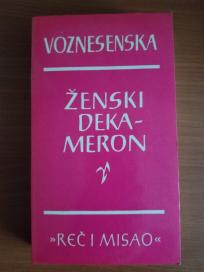 VOZNESENSKA
ŽENSKI
DEKA-
MERON
»REČ I MISAO«